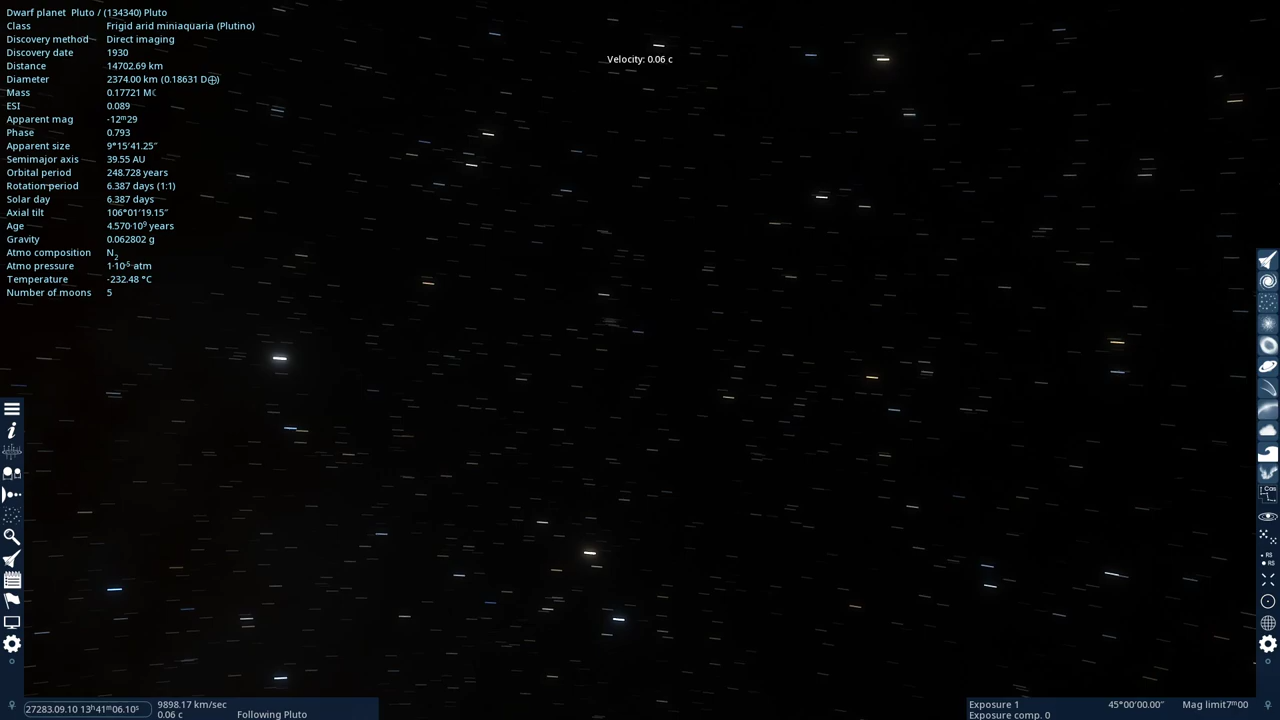 Dwarf planet Pluto / (134340) Pluto
Class Frigid arid miniaquaria (Plutino)
Discovery method Direct imaging
Discovery date 1930
Distance 14702.69 km
Diameter 2374.00 km (0.18631 D⊕)
Mass 0.17721 M☾
ESI 0.089
Apparent mag -12ᵐ29
Phase 0.793
Apparent size 9°15′41.25″
Semimajor axis 39.55 AU
Orbital period 248.728 years
Rotation period 6.387 days (1:1)
Solar day 6.387 days
Axial tilt 106°01′19.15″
Age 4.570·10⁹ years
Gravity 0.062802 g
Atmo composition N₂
Atmo pressure 1·10⁻⁵ atm
Temperature -232.48 °C
Number of moons 5
Velocity: 0.06 c
Cas
RS
RS
27283.09.10 13ʰ41ᵐ06.10ˢ
9898.17 km/sec
0.06 c Following Pluto
Exposure 1 45°00′00.00″ Mag limit7ᵐ00
Exposure comp. 0